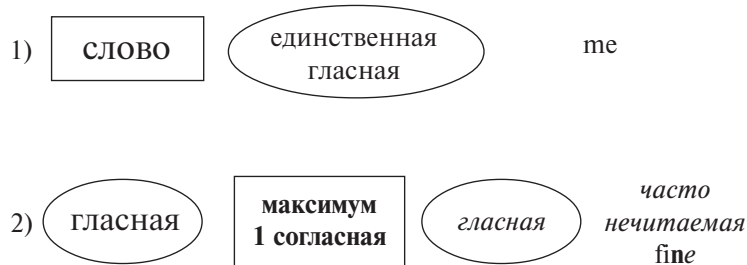 1) слово единственная гласная me
2) гласная максимум 1 согласная гласная часто нечитаемая fine